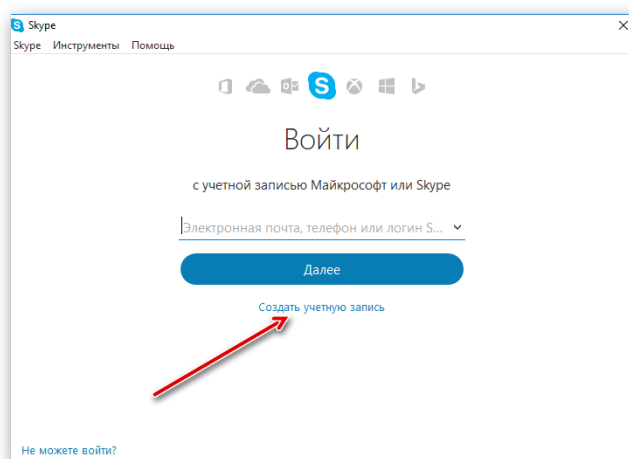 Skype
Skype Инструменты Помощь
Войти
с учетной записью Майкрософт или Skype
Электронная почта, телефон или логин S...
Далее
Создать учетную запись
Не можете войти?